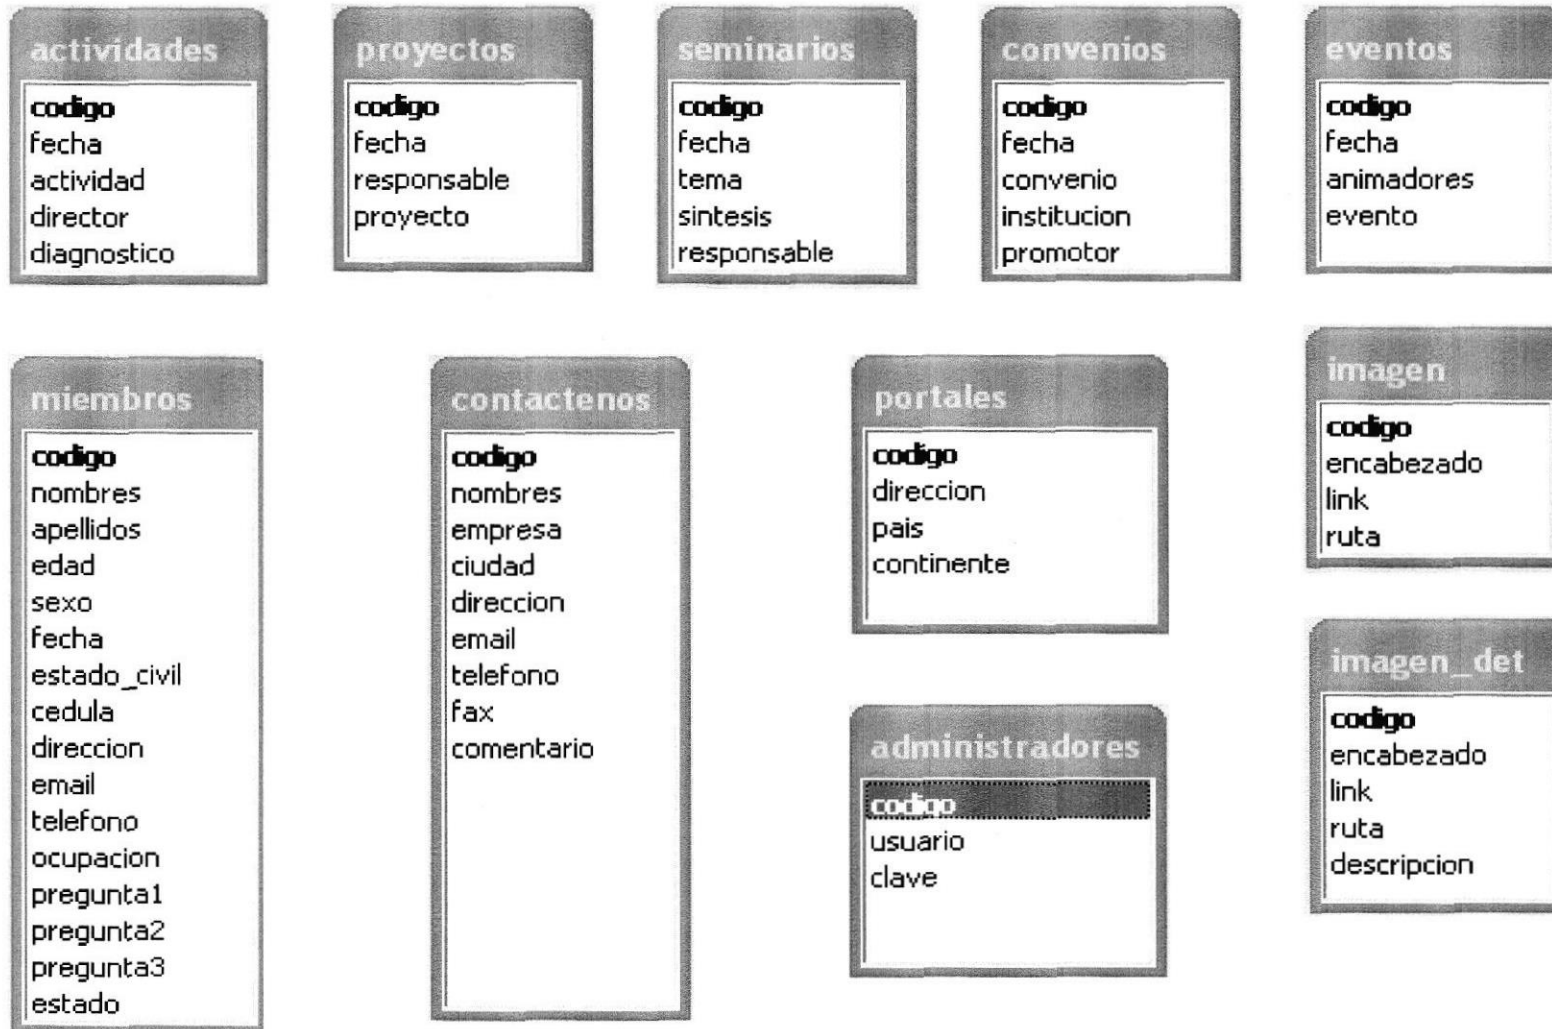 actividades
codigo
fecha
actividad
director
diagnostico
proyectos
codigo
fecha
responsable
proyecto
seminarios
codigo
fecha
tema
sintesis
responsable
convenios
codigo
fecha
convenio
institucion
promotor
eventos
codigo
fecha
animadores
evento
miembros
codigo
nombres
apellidos
edad
sexo
fecha
estado_civil
cedula
direccion
email
telefono
ocupacion
pregunta1
pregunta2
pregunta3
estado
contactenos
codigo
nombres
empresa
ciudad
direccion
email
telefono
fax
comentario
portales
codigo
direccion
pais
continente
administradores
codigo
usuario
clave
imagen
codigo
encabezado
link
ruta
imagen_det
codigo
encabezado
link
ruta
descripcion